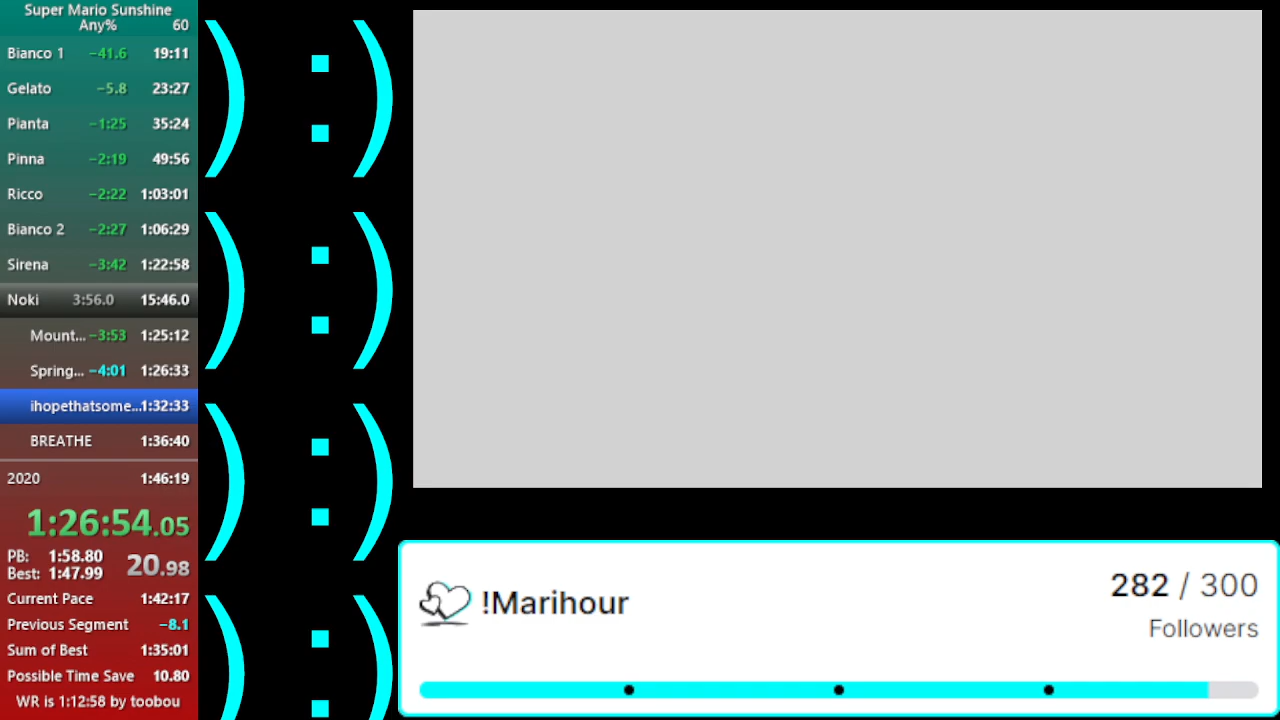 Super Mario Sunshine
Any% 60
Bianco 1 -41.6 19:11
Gelato -5.8 23:27
Pianta -1:25 35:24
Pinna -2:19 49:56
Ricco -2:22 1:03:01
Bianco 2 -2:27 1:06:29
Sirena -3:42 1:22:58
Noki 3:56.0 15:46.0
Mount... -3:53 1:25:12
Spring... -4:01 1:26:33
ihopethatsome...1:32:33
BREATHE 1:36:40
2020 1:46:19
1:26:54.05
PB: 1:58.80 20.98
Best: 1:47.99
Current Pace 1:42:17
Previous Segment -8.1
Sum of Best 1:35:01
Possible Time Save 10.80
WR is 1:12:58 by toobou
) :)
) :)
) :)
) :)
!Marihour 282 / 300
Followers